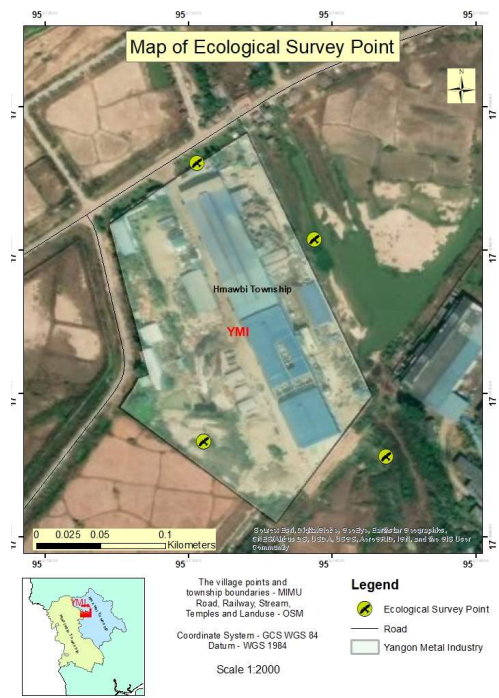 95 95 95 95
Map of Ecological Survey Point
N
17 17
17 17
Hmawbi Township
YMI
17 17
0 0.025 0.05 0.1
Kilometers
17 17
95 95 95 95
YMI
The village points and
township boundaries - MIMU
Road, Railway, Stream,
Temples and Landuse - OSM
Coordinate System - GCS WGS 84
Datum - WGS 1984
Scale 1:2000
Legend
Ecological Survey Point
Road
Yangon Metal Industry